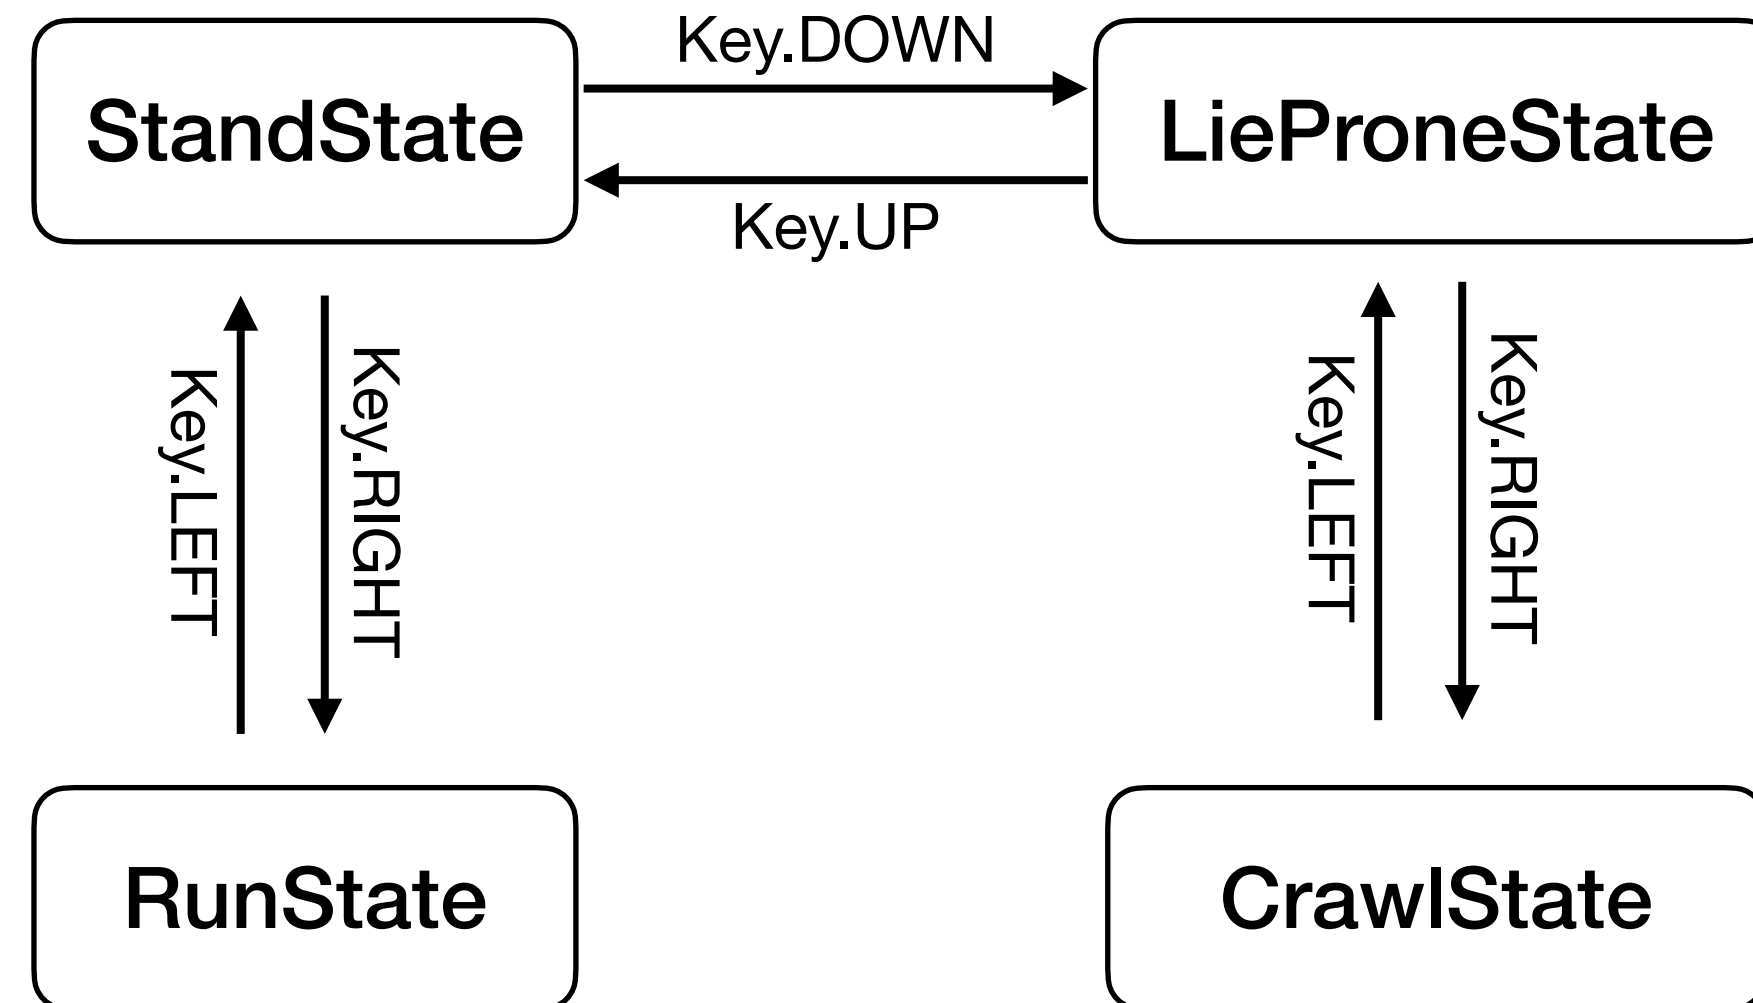 Key.DOWN
StandState
LieProneState
Key.UP
Key.LEFT
Key.RIGHT
Key.LEFT
Key.RIGHT
RunState
CrawlState